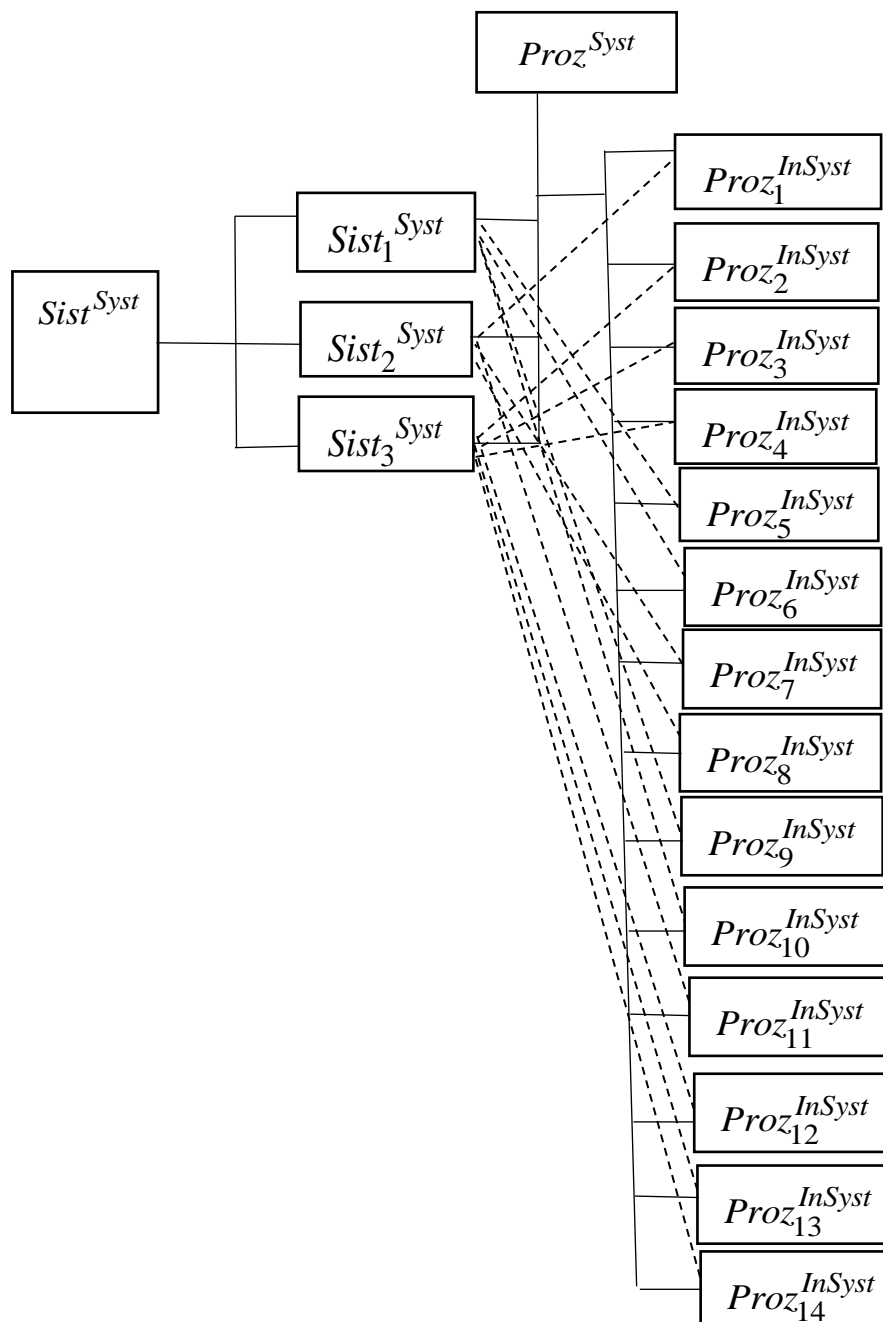 Proz^Syst
Sist^Syst
Sist_1^Syst
Sist_2^Syst
Sist_3^Syst
Proz_1^InSyst
Proz_2^InSyst
Proz_3^InSyst
Proz_4^InSyst
Proz_5^InSyst
Proz_6^InSyst
Proz_7^InSyst
Proz_8^InSyst
Proz_9^InSyst
Proz_10^InSyst
Proz_11^InSyst
Proz_12^InSyst
Proz_13^InSyst
Proz_14^InSyst